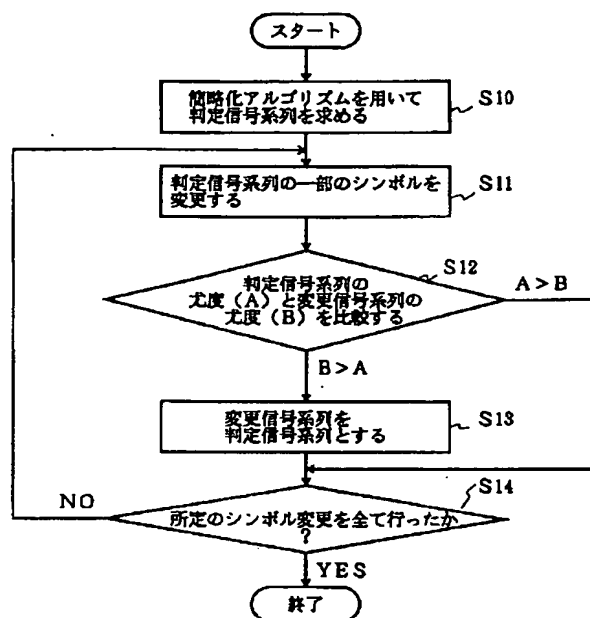 スタート
簡略化アルゴリズムを用いて
判定信号系列を求める
S10
判定信号系列の一部のシンボルを
変更する
S11
S12
判定信号系列の
尤度(A)と変更信号系列の
尤度(B)を比較する
A>B
B>A
変更信号系列を
判定信号系列とする
S13
S14
NO
所定のシンボル変更を全て行ったか
?
YES
終了